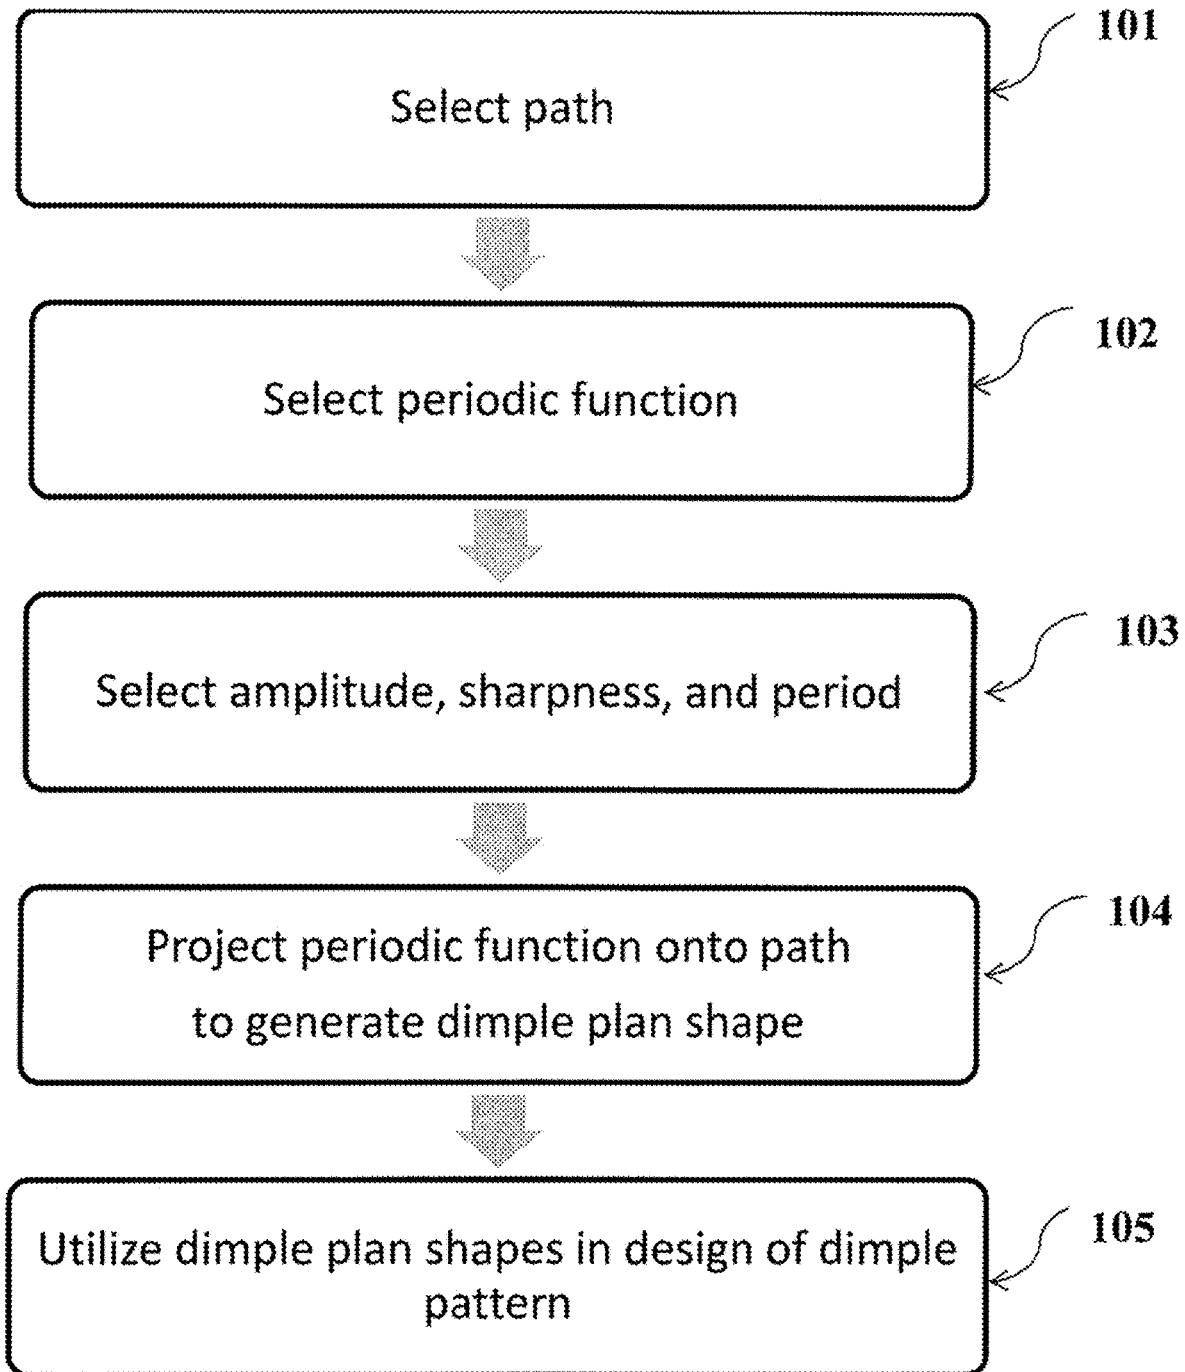 101
Select path
102
Select periodic function
103
Select amplitude, sharpness, and period
104
Project periodic function onto path
to generate dimple plan shape
105
Utilize dimple plan shapes in design of dimple
pattern